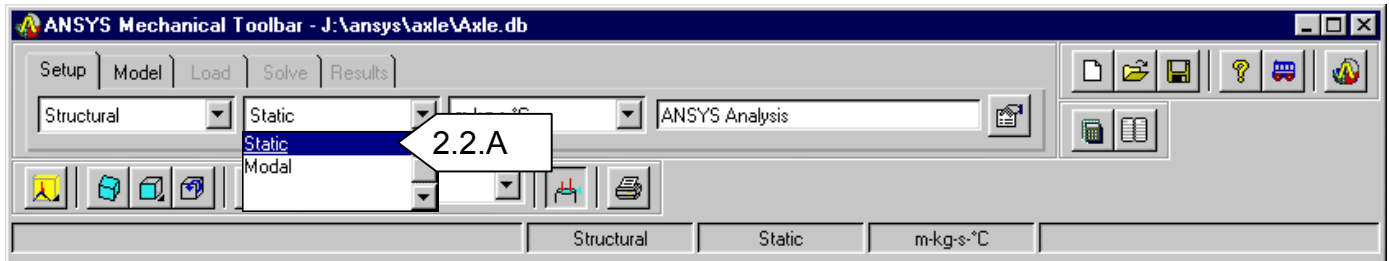 ANSYS Mechanical Toolbar - J:\ansys\axle\Axle.db
Setup Model Load Solve Results
Structural Static ANSYS Analysis
Static
2.2.A
Modal
Structural Static m-kg-s-°C